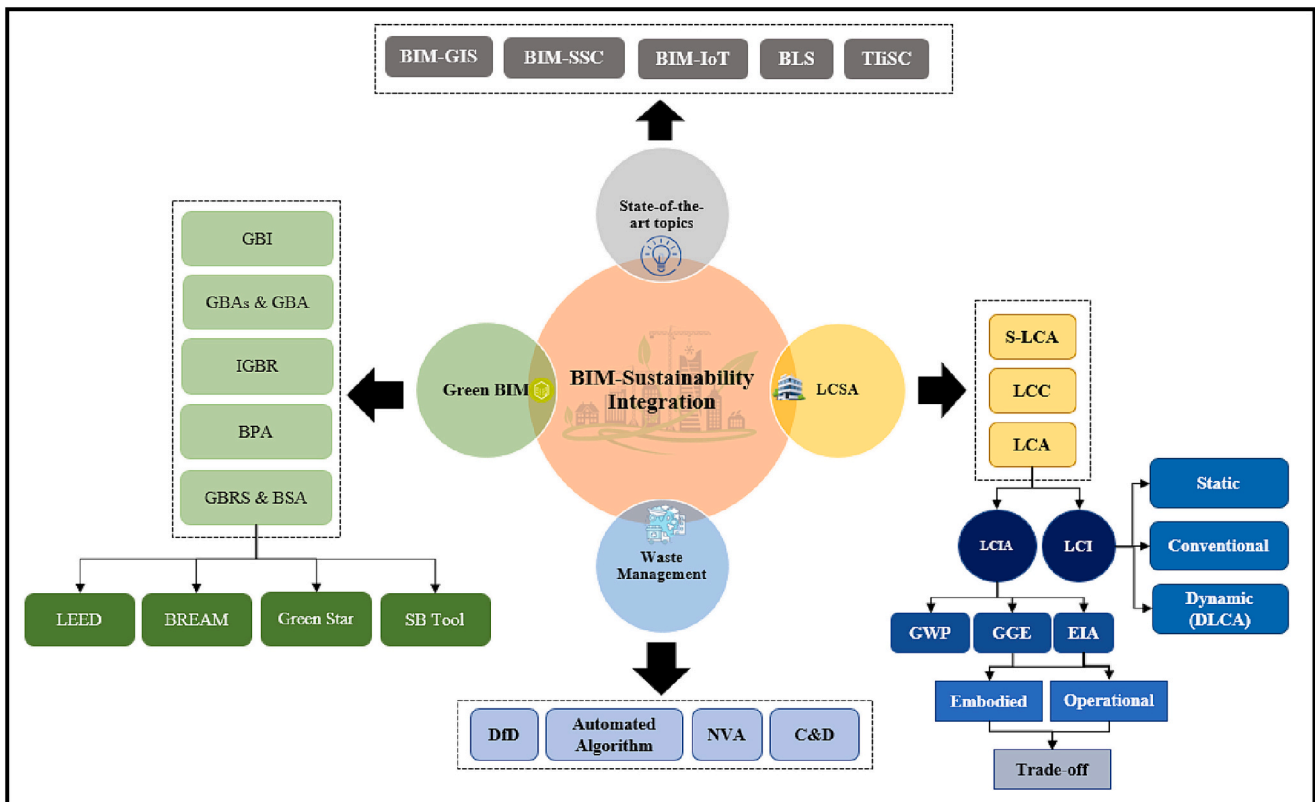 BIM-GIS
BIM-SSC
BIM-IoT
BLS
TIiSC
State-of-the-
art topics
GBI
GBAs & GBA
IGBR
BPA
GBRS & BSA
Green BIM
BIM-Sustainability
Integration
LCSA
S-LCA
LCC
LCA
Waste
Management
LCIA
LCI
Static
Conventional
Dynamic
(DLCA)
LEED
BREAM
Green Star
SB Tool
GWP
GGE
EIA
Embodied
Operational
Trade-off
DfD
Automated
Algorithm
NVA
C&D